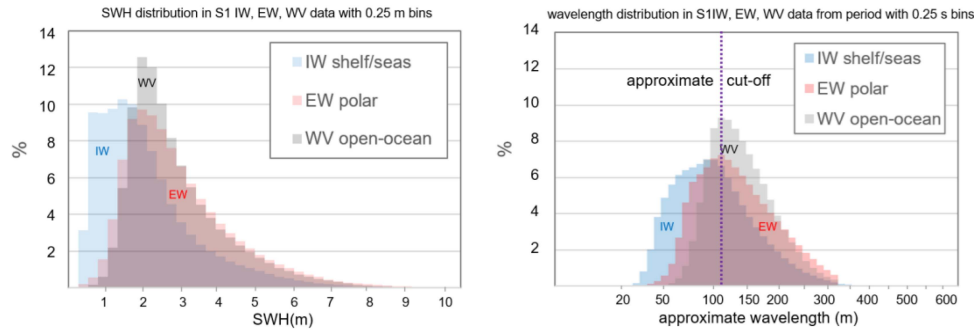 SWH distribution in S1 IW, EW, WV data with 0.25 m bins
14
12
10
8
6
4
2
%
IW shelf/seas
EW polar
WV open-ocean
WV
IW
EW
1 2 3 4 5 6 7 8 9 10
SWH(m)
wavelength distribution in S1IW, EW, WV data from period with 0.25 s bins
14
12
10
8
6
4
2
%
approximate cut-off
IW shelf/seas
EW polar
WV open-ocean
WV
IW
EW
20 50 100 150 200 300 400 500 600
approximate wavelength (m)